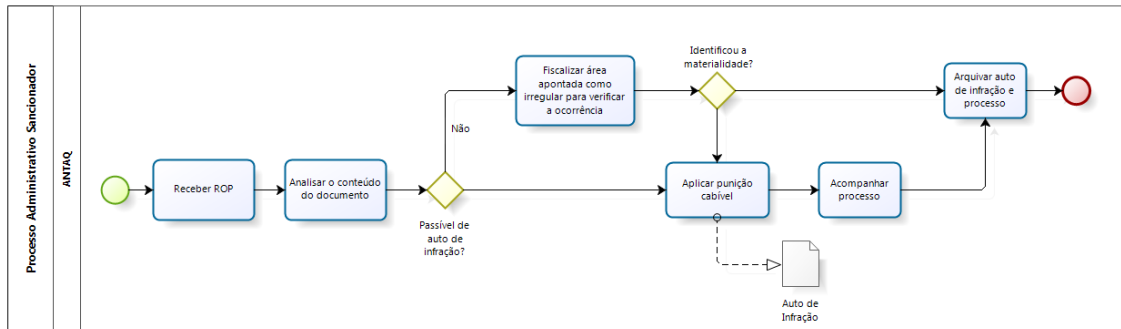 Processo Administrativo Sancionador
ANTAQ
Receber ROP
Analisar o conteúdo
do documento
Passível de
auto de
infração?
Não
Fiscalizar área
apontada como
irregular para verificar
a ocorrência
Identificou a
materialidade?
Aplicar punição
cabível
Auto de
Infração
Acompanhar
processo
Arquivar auto
de infração e
processo